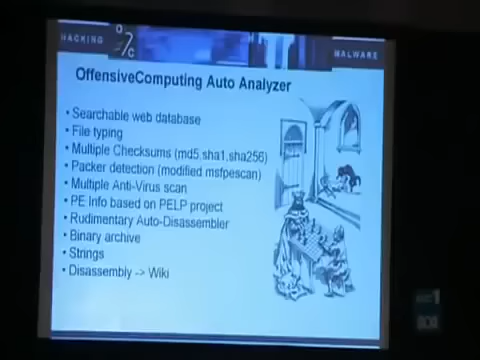 HACKING
MALWARE
OffensiveComputing Auto Analyzer
• Searchable web database
• File typing
• Multiple Checksums (md5,sha1,sha256)
• Packer detection (modified msfpescan)
• Multiple Anti-Virus scan
• PE Info based on PELP project
• Rudimentary Auto-Disassembler
• Binary archive
• Strings
• Disassembly -> Wiki